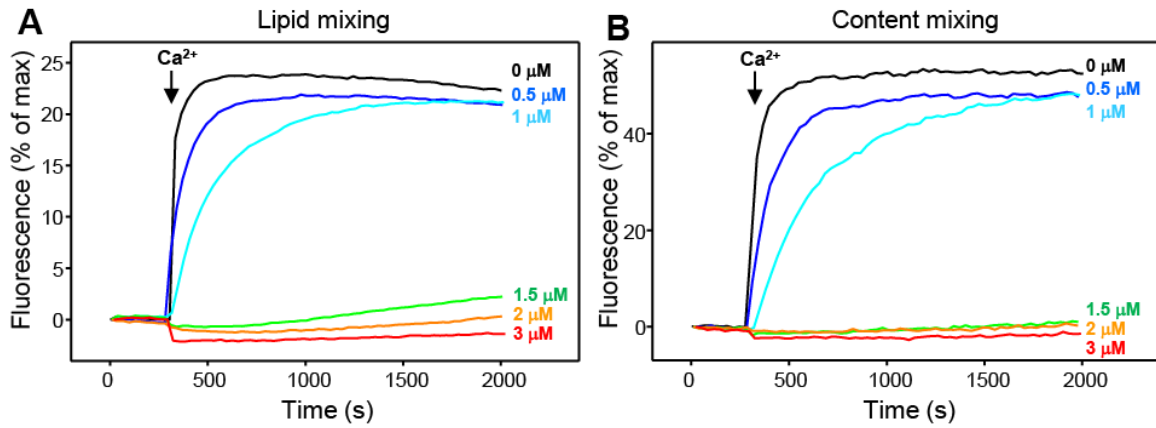 A
Lipid mixing
Fluorescence (% of max)
25
20
15
10
5
0
Ca²⁺
0 µM
0.5 µM
1 µM
1.5 µM
2 µM
3 µM
0
500
1000
1500
2000
Time (s)
B
Content mixing
Fluorescence (% of max)
40
40
0
Ca²⁺
0 µM
0.5 µM
1 µM
1.5 µM
2 µM
3 µM
0
500
1000
1500
2000
Time (s)